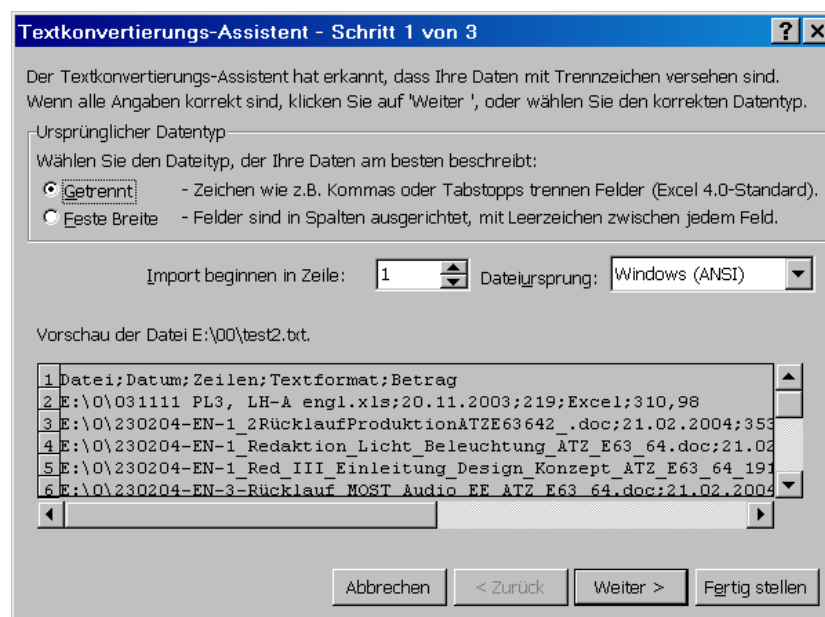 Textkonvertierungs-Assistent - Schritt 1 von 3
Der Textkonvertierungs-Assistent hat erkannt, dass Ihre Daten mit Trennzeichen versehen sind.
Wenn alle Angaben korrekt sind, klicken Sie auf 'Weiter ', oder wählen Sie den korrekten Datentyp.
Ursprünglicher Datentyp
Wählen Sie den Dateityp, der Ihre Daten am besten beschreibt:
Getrennt - Zeichen wie z.B. Kommas oder Tabstopps trennen Felder (Excel 4.0-Standard).
Feste Breite - Felder sind in Spalten ausgerichtet, mit Leerzeichen zwischen jedem Feld.
Import beginnen in Zeile: 1 Dateiursprung: Windows (ANSI)
Vorschau der Datei E:\00\test2.txt.
1 Datei;Datum;Zeilen;Textformat;Betrag
2 E:\0\031111 PL3, LH-A engl.xls;20.11.2003;219;Excel;310,98
3 E:\0\230204-EN-1_2RücklaufProduktionATZE63642_.doc;21.02.2004;353
4 E:\0\230204-EN-1_Redaktion_Licht_Beleuchtung_ATZ_E63_64.doc;21.02
5 E:\0\230204-EN-1_Red_III_Einleitung_Design_Konzept_ATZ_E63_64_191
6 E:\0\230204-EN-3-Rücklauf_MOST_Audio_EE_ATZ_E63_64.doc;21.02.2004
Abbrechen < Zurück Weiter > Fertig stellen